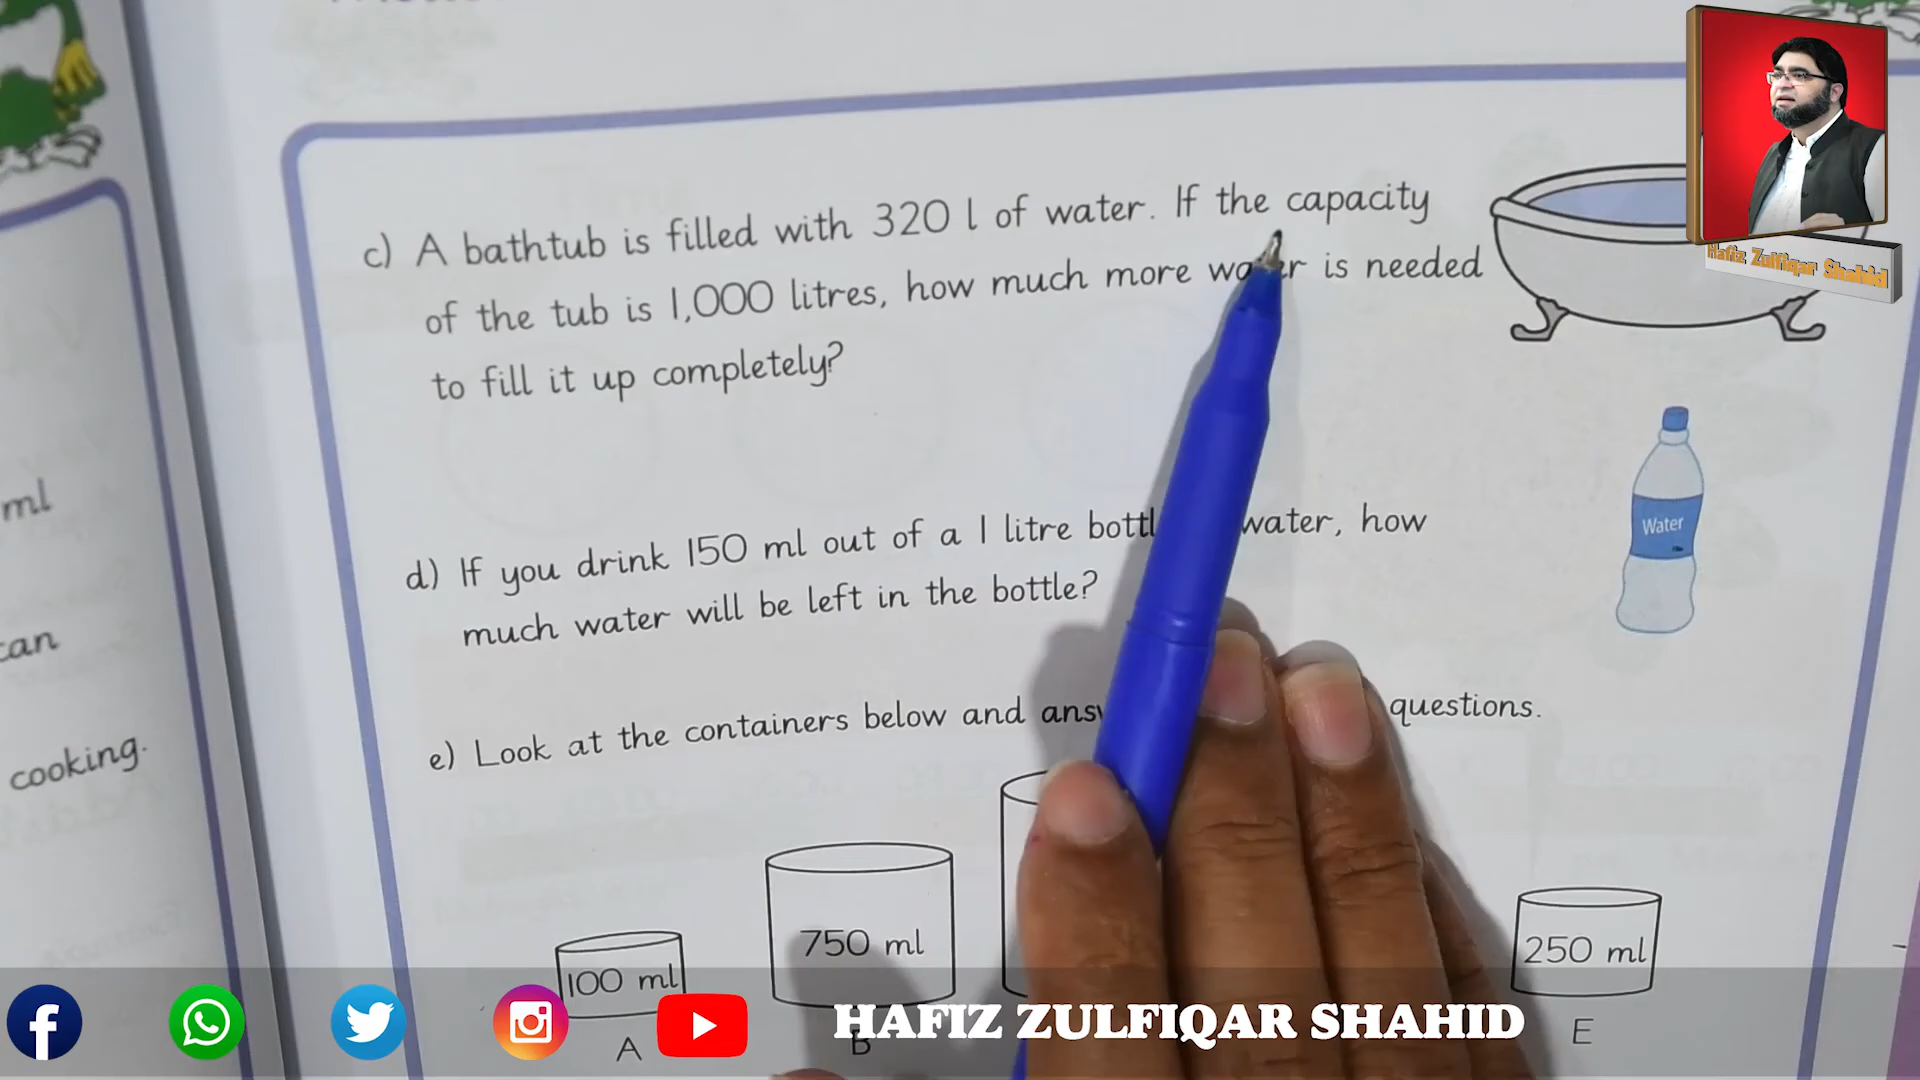 c) A bathtub is filled with 320 l of water. If the capacity
of the tub is 1,000 litres, how much more water is needed
to fill it up completely?
d) If you drink 150 ml out of a 1 litre water, how
much water will be left in the bottle?
Water
e) Look at the containers below and questions.
ml
can
cooking.
100 ml
750 ml
250 ml
A
B
E
Hafiz Zulfiqar Shahid
HAFIZ ZULFIQAR SHAHID